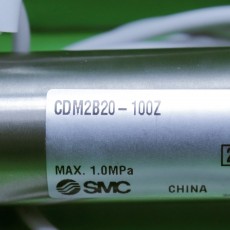 CDM2B20-100Z
MAX. 1.0MPa
SMC CHINA